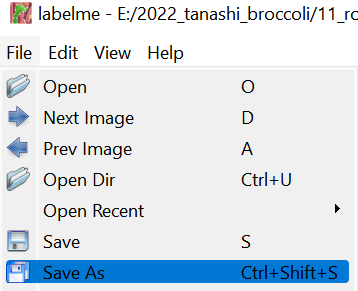 labelme - E:/2022_tanashi_broccoli/11_ro
File Edit View Help
Open O
Next Image D
Prev Image A
Open Dir Ctrl+U
Open Recent
Save S
Save As Ctrl+Shift+S